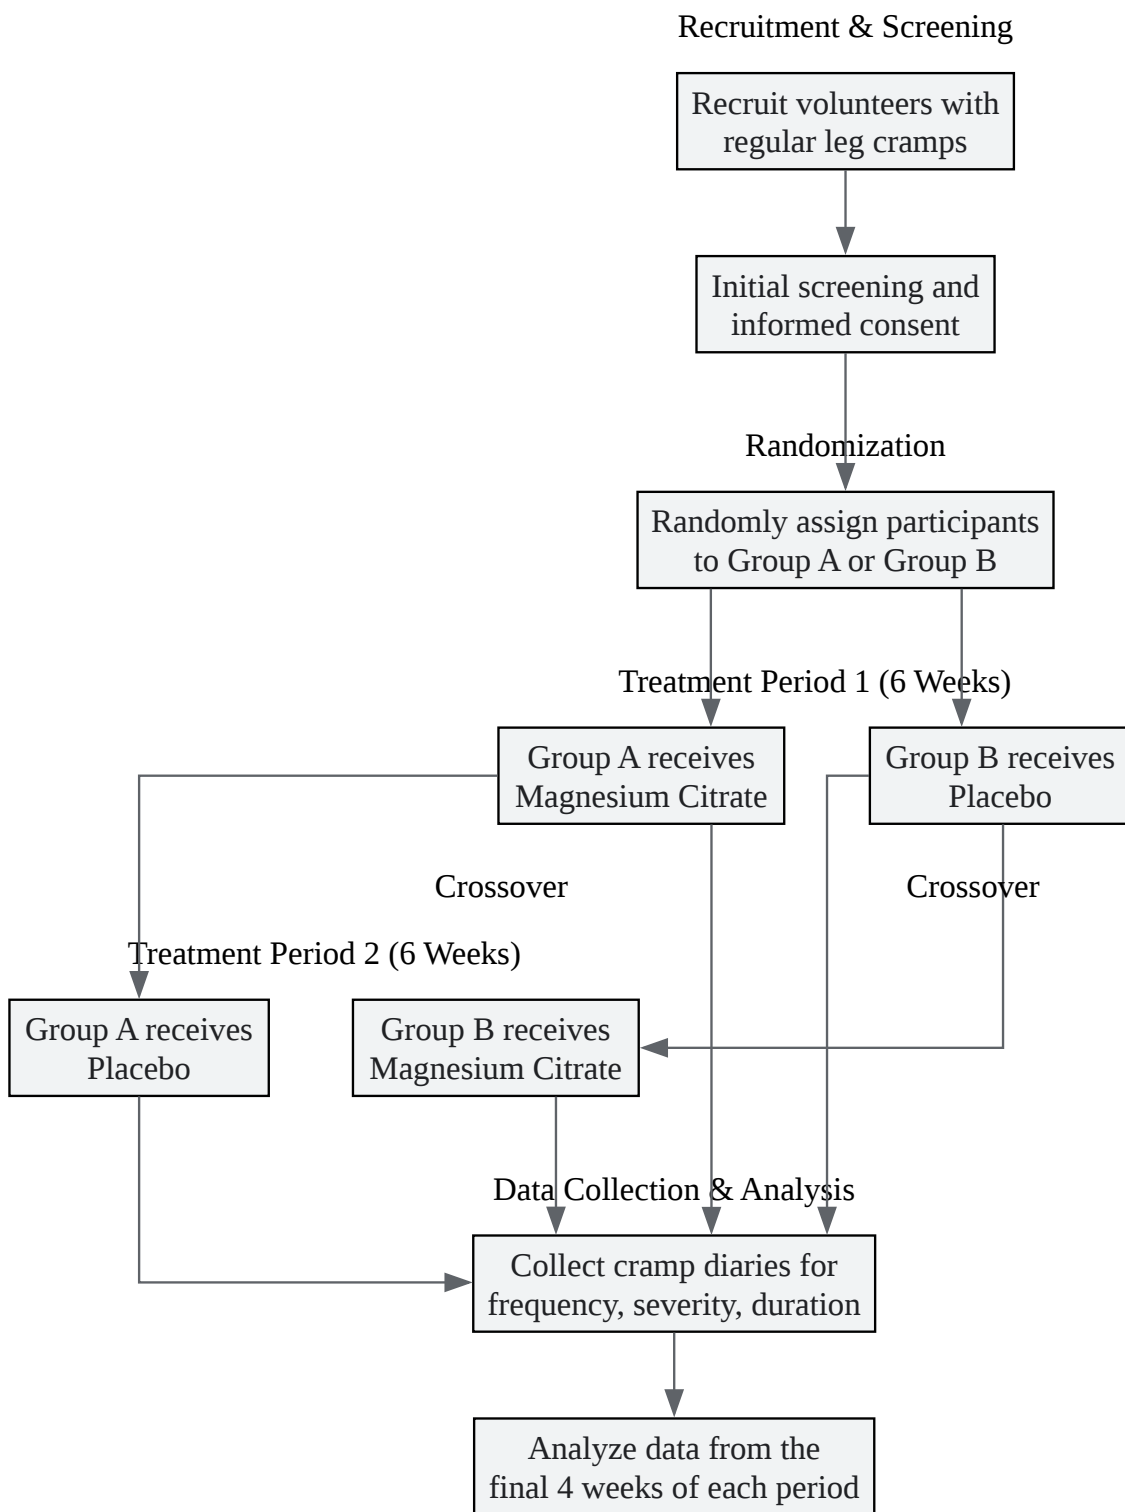 Recruitment & Screening
Recruit volunteers with
regular leg cramps
Initial screening and
informed consent
Randomization
Randomly assign participants
to Group A or Group B
Treatment Period 1 (6 Weeks)
Group A receives
Magnesium Citrate
Group B receives
Placebo
Crossover
Crossover
Treatment Period 2 (6 Weeks)
Group A receives
Placebo
Group B receives
Magnesium Citrate
Data Collection & Analysis
Collect cramp diaries for
frequency, severity, duration
Analyze data from the
final 4 weeks of each period